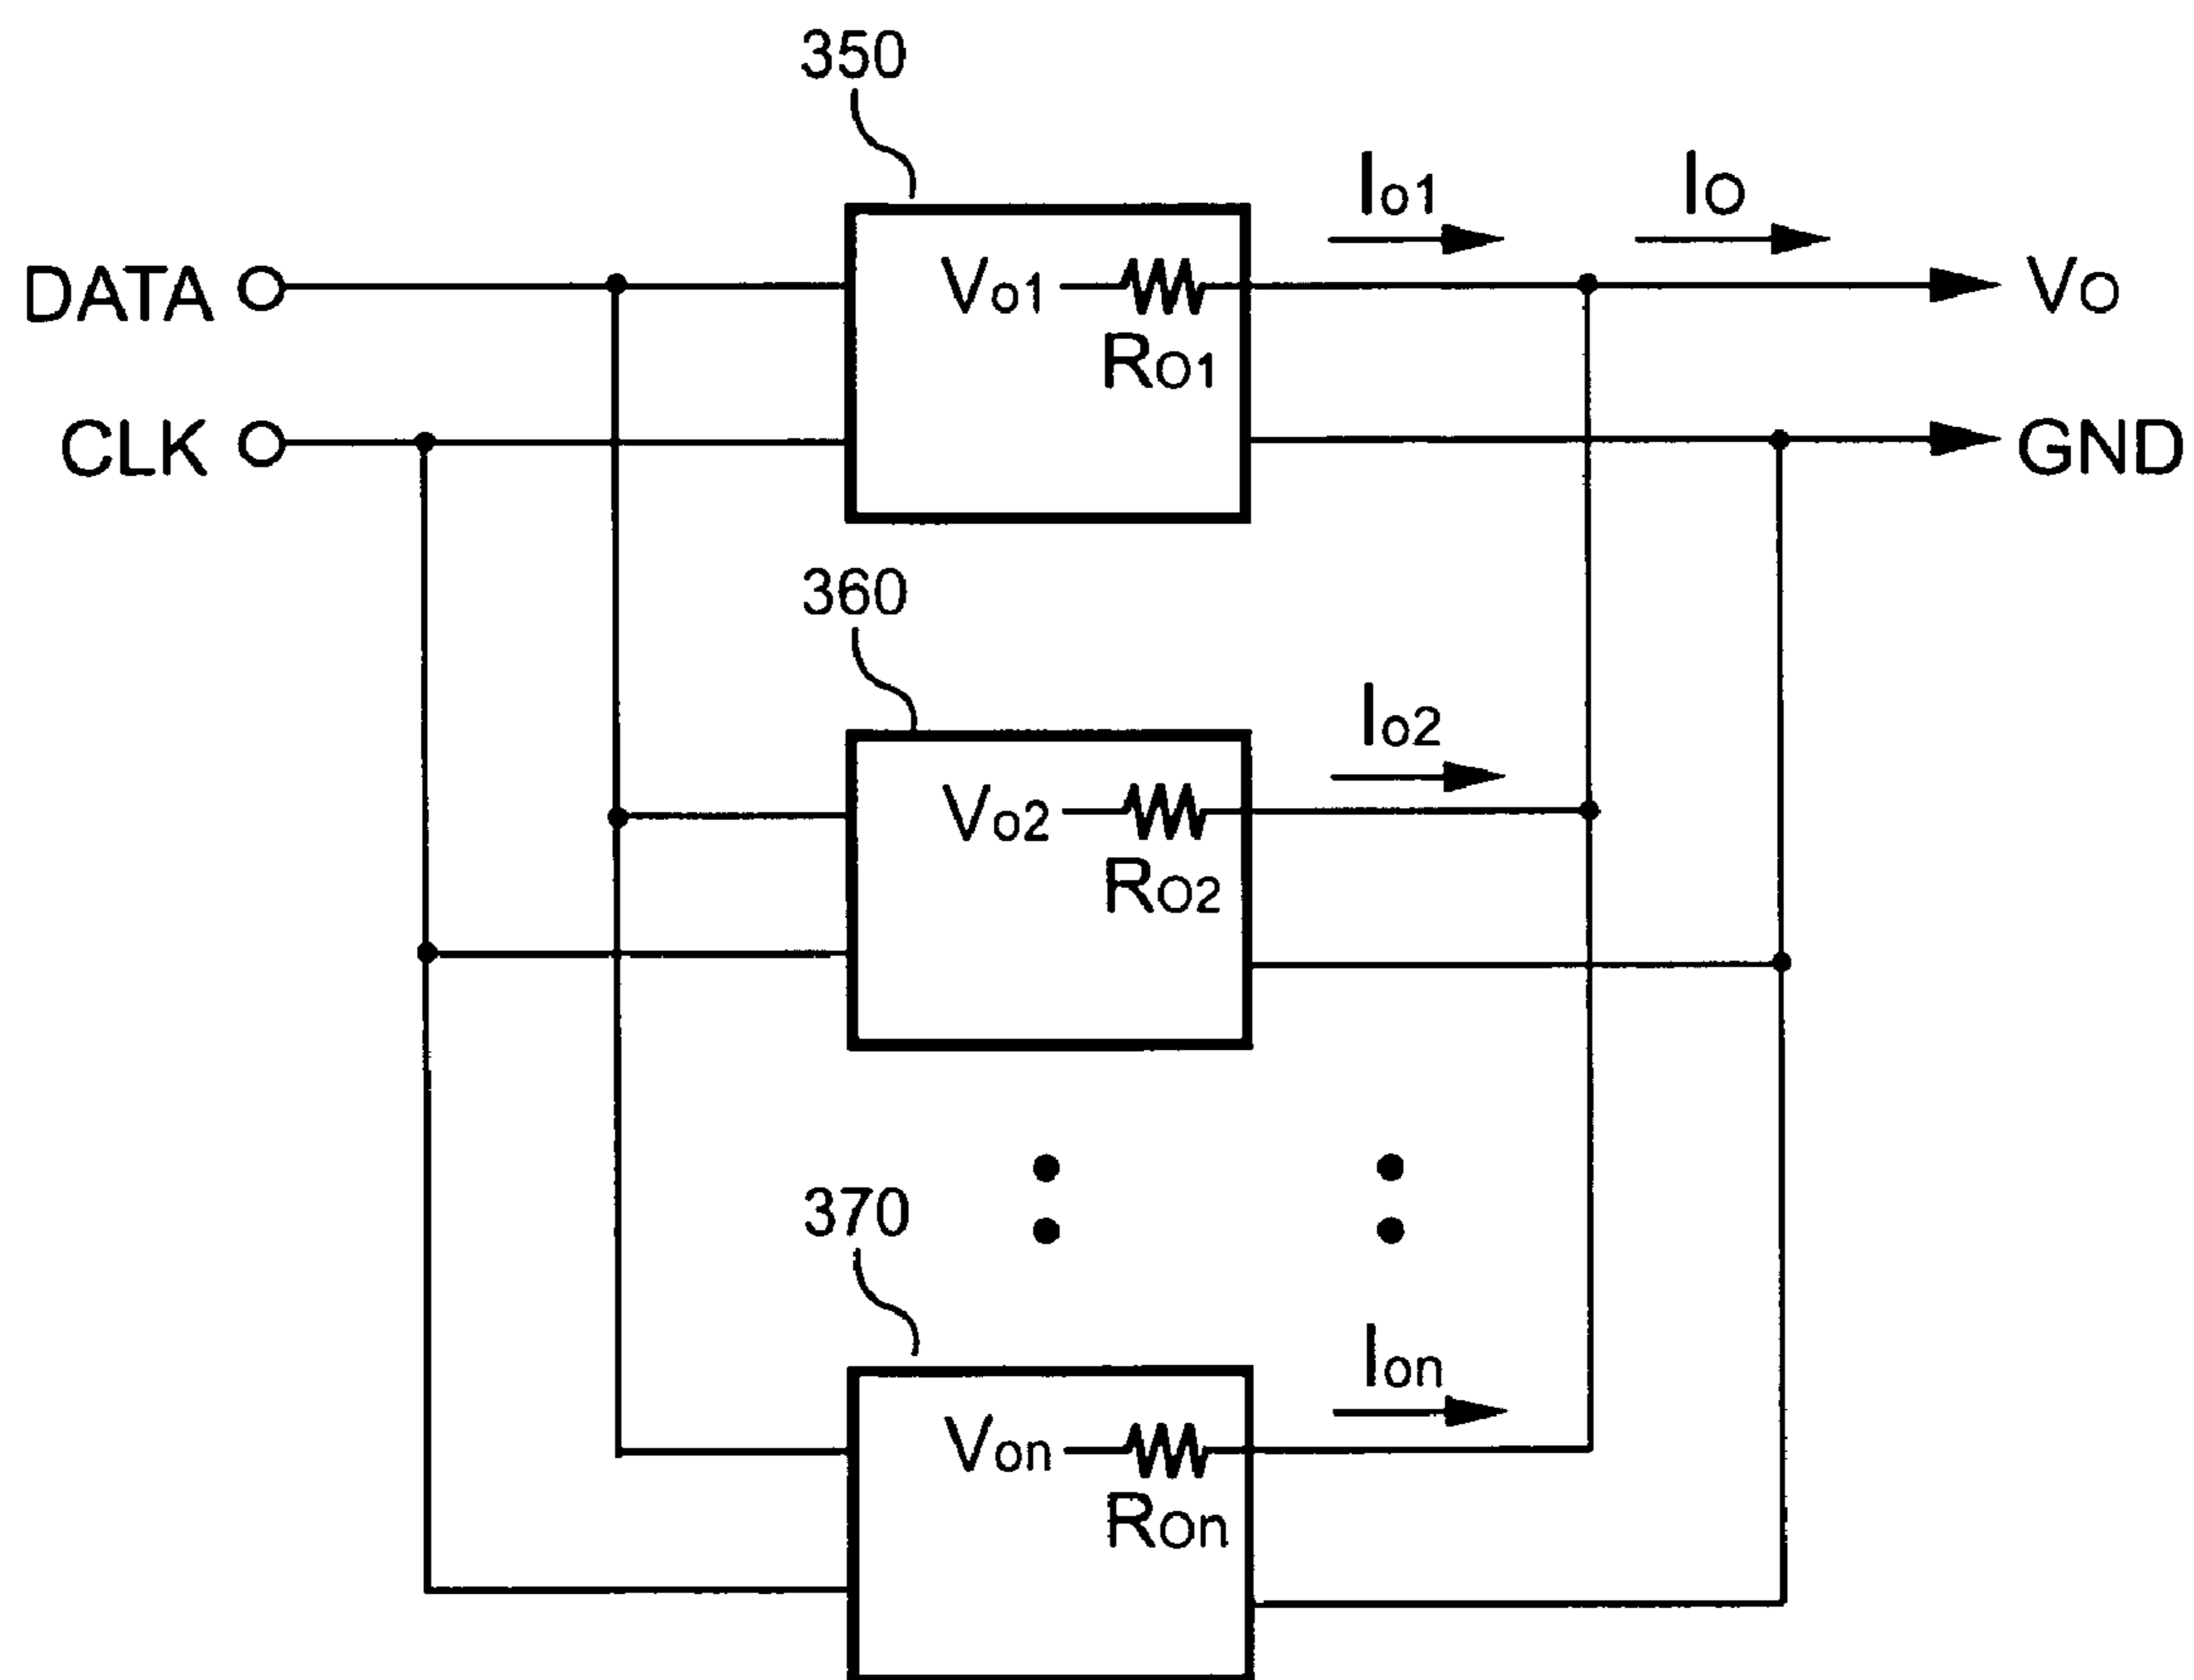 350
Io1
IO
DATA
Vo1
RO1
VO
CLK
GND
360
Io2
Vo2
RO2
370
Ion
Von
ROn